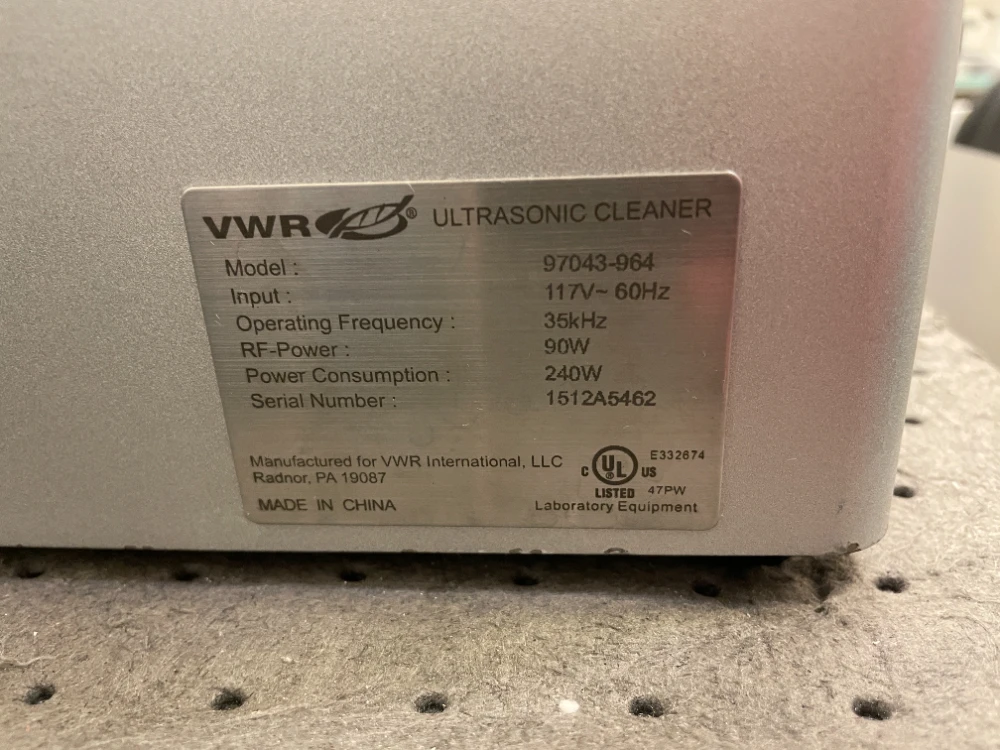 VWR® ULTRASONIC CLEANER
Model : 97043-964
Input : 117V~ 60Hz
Operating Frequency : 35kHz
RF-Power : 90W
Power Consumption : 240W
Serial Number : 1512A5462
Manufactured for VWR International, LLC
Radnor, PA 19087
MADE IN CHINA
C UL US E332674
LISTED 47PW
Laboratory Equipment